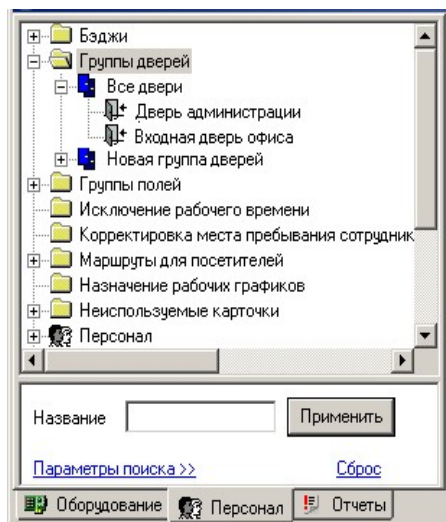 Бэджи
Группы дверей
Все двери
Дверь администрации
Входная дверь офиса
Новая группа дверей
Группы полей
Исключение рабочего времени
Корректировка места пребывания сотрудник
Маршруты для посетителей
Назначение рабочих графиков
Неиспользуемые карточки
Персонал
Название Применить
Параметры поиска >> Сброс
Оборудование Персонал Отчеты